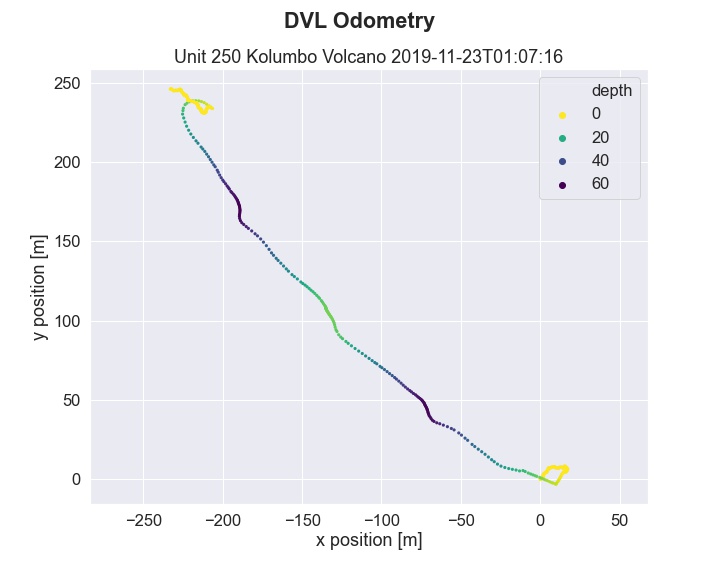 DVL Odometry
Unit 250 Kolumbo Volcano 2019-11-23T01:07:16
depth
0
20
40
60
250
200
150
100
50
0
y position [m]
−250 −200 −150 −100 −50 0 50
x position [m]